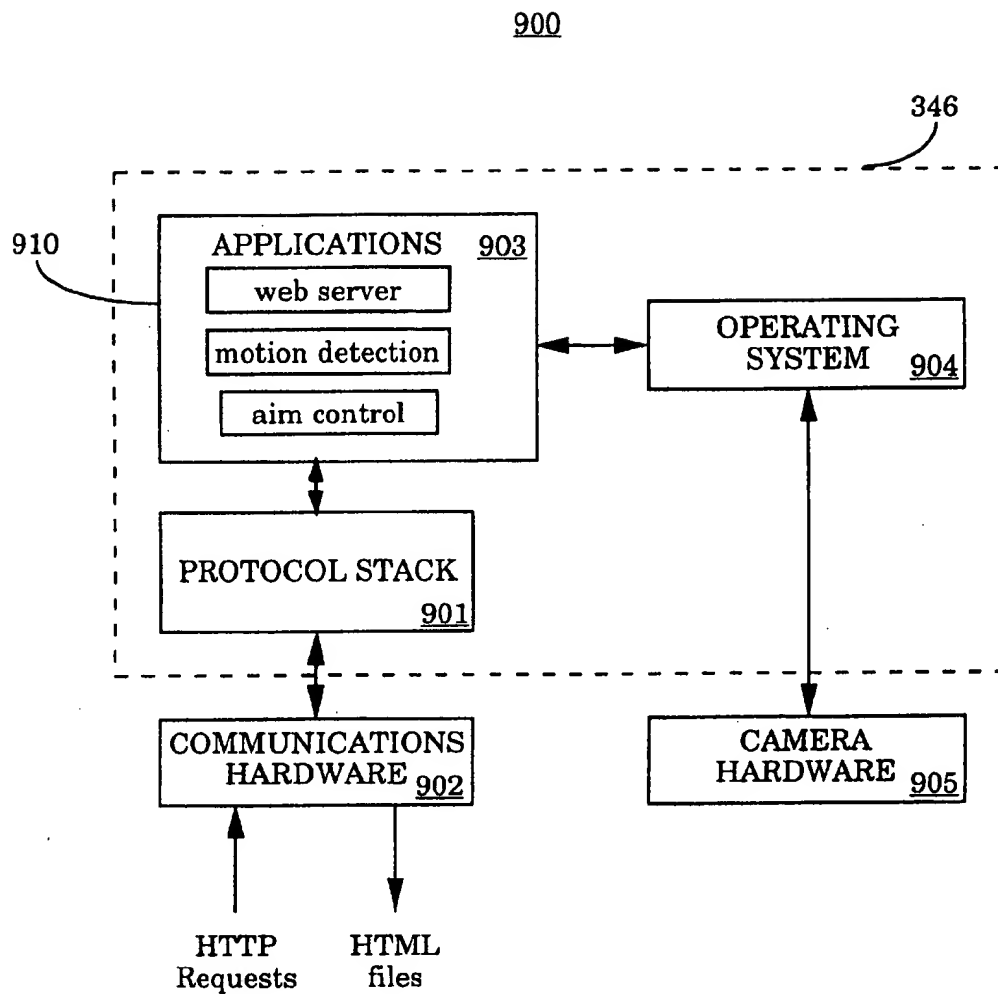 900
346
910
APPLICATIONS 903
web server
motion detection
aim control
OPERATING
SYSTEM 904
PROTOCOL STACK
901
COMMUNICATIONS
HARDWARE 902
CAMERA
HARDWARE 905
HTTP
Requests
HTML
files